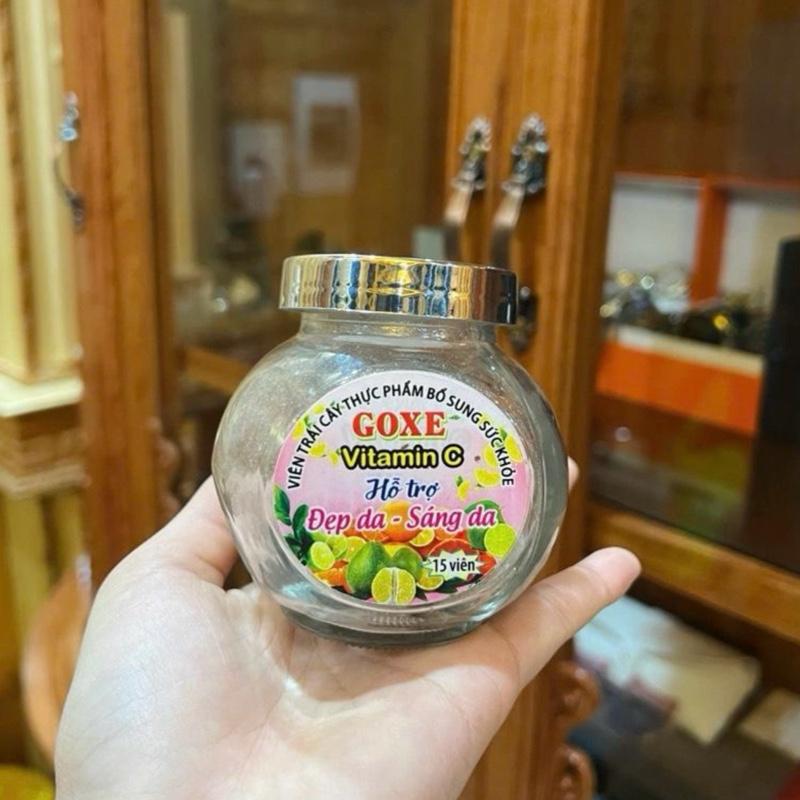 VIÊN TRÁI CÂY THỰC PHẨM BỔ SUNG SỨC KHỎE
GOXE
Vitamin C
Hỗ trợ
Đẹp da - Sáng da
15 viên